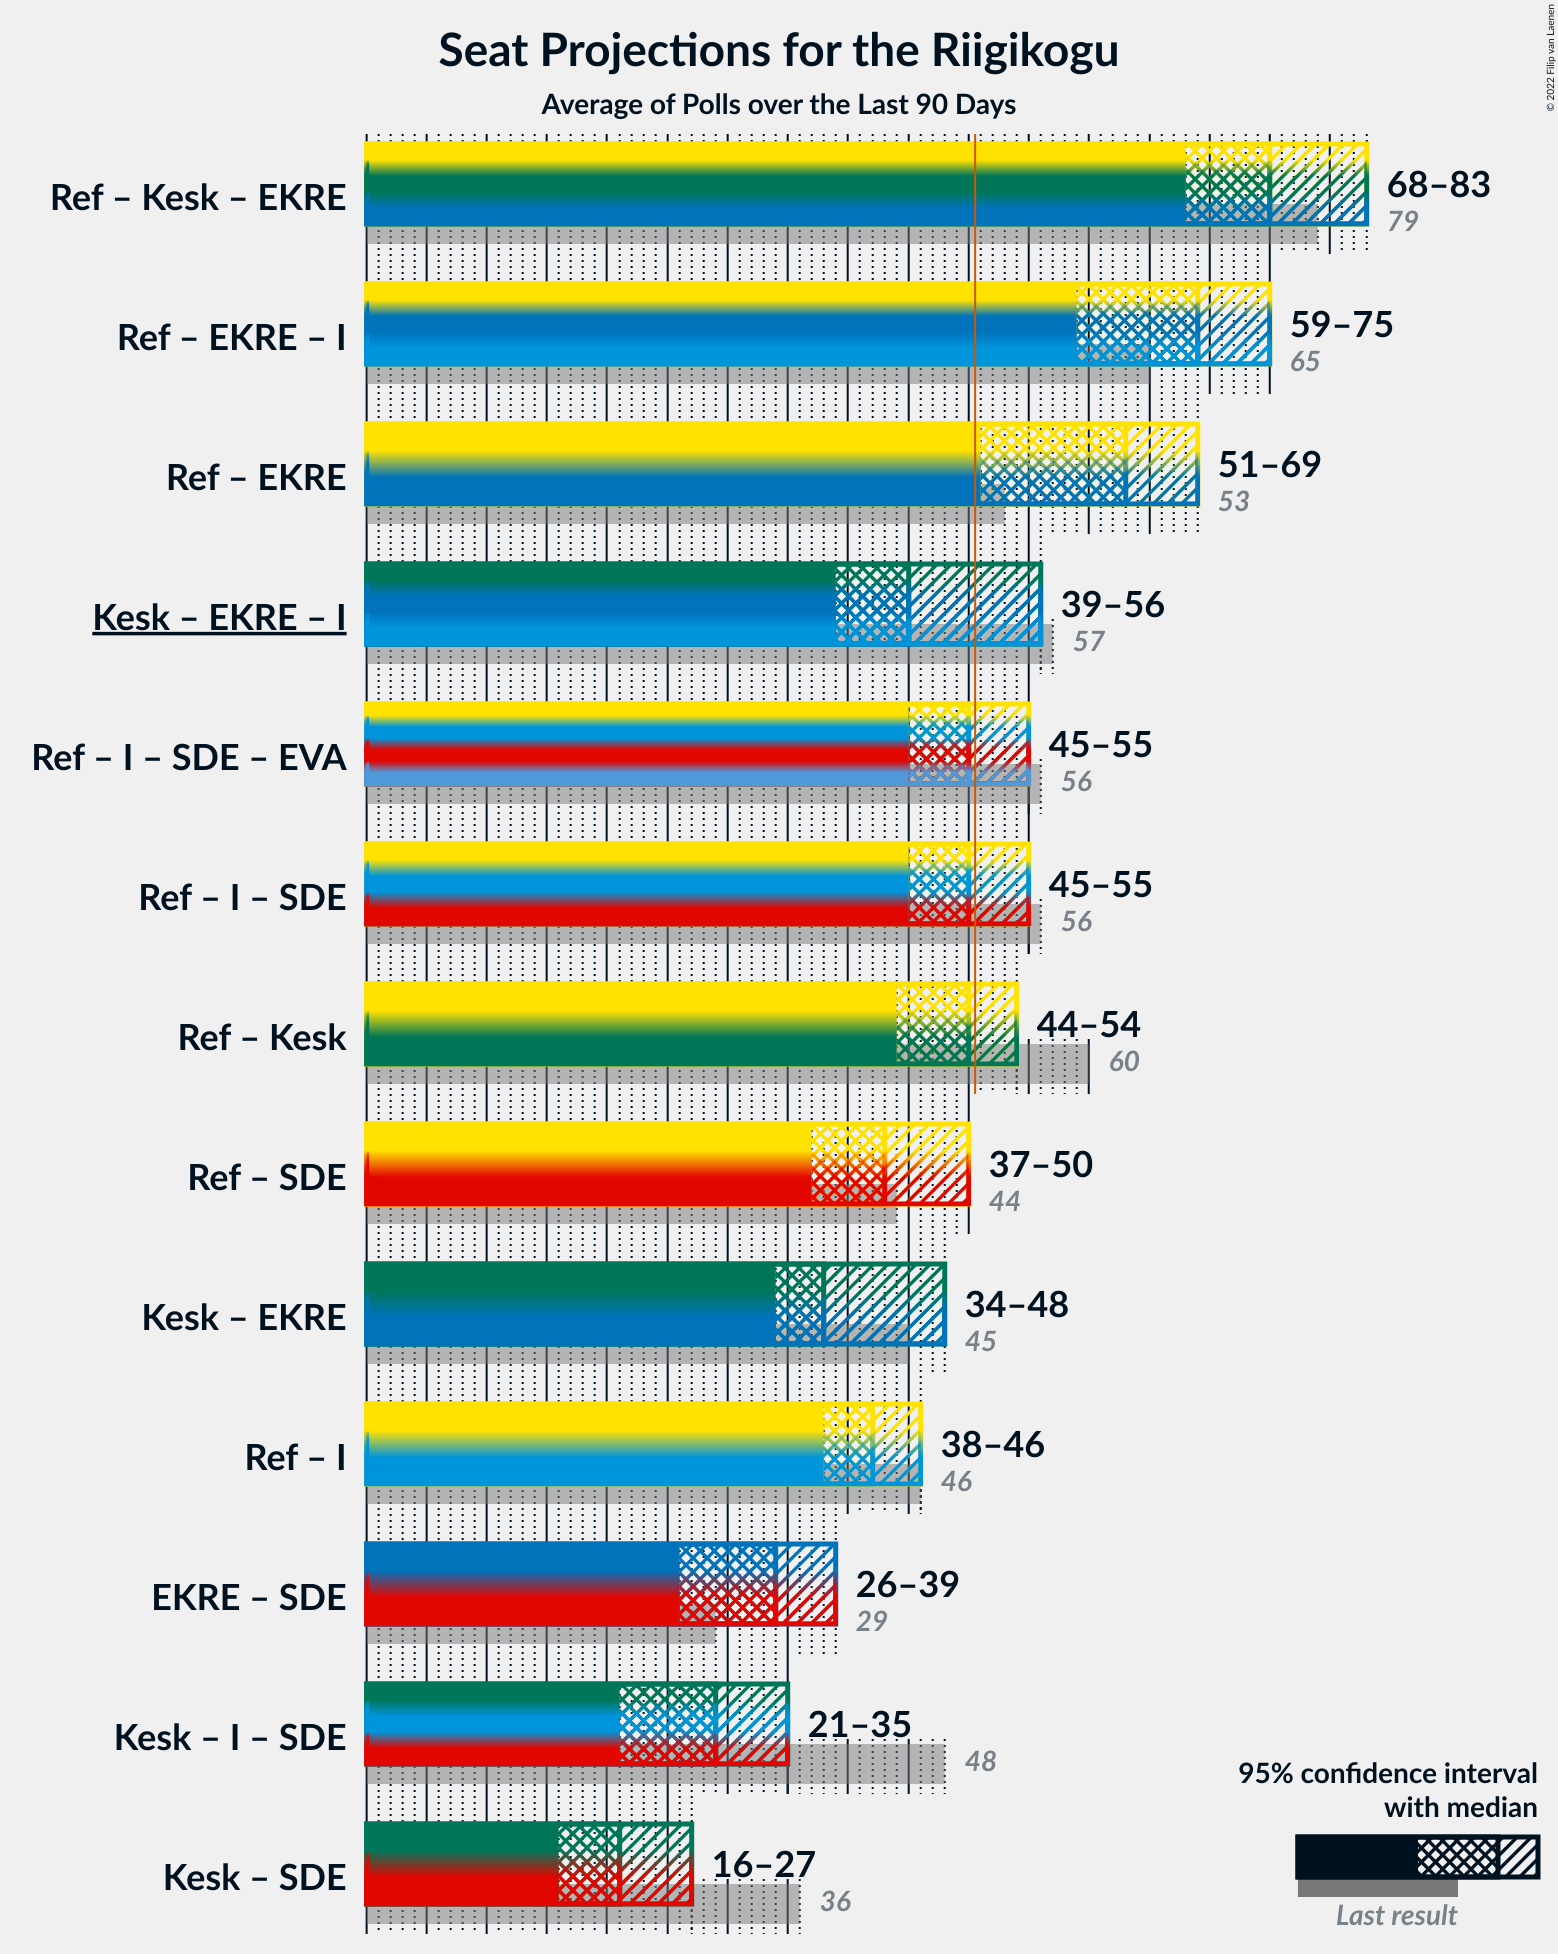 Seat Projections for the Riigikogu
Average of Polls over the Last 90 Days
© 2022 Filip van Laenen
Ref – Kesk – EKRE
68–83
79
Ref – EKRE – I
59–75
65
Ref – EKRE
51–69
53
Kesk – EKRE – I
39–56
57
Ref – I – SDE – EVA
45–55
56
Ref – I – SDE
45–55
56
Ref – Kesk
44–54
60
Ref – SDE
37–50
44
Kesk – EKRE
34–48
45
Ref – I
38–46
46
EKRE – SDE
26–39
29
Kesk – I – SDE
21–35
48
Kesk – SDE
16–27
36
95% confidence interval
with median
Last result